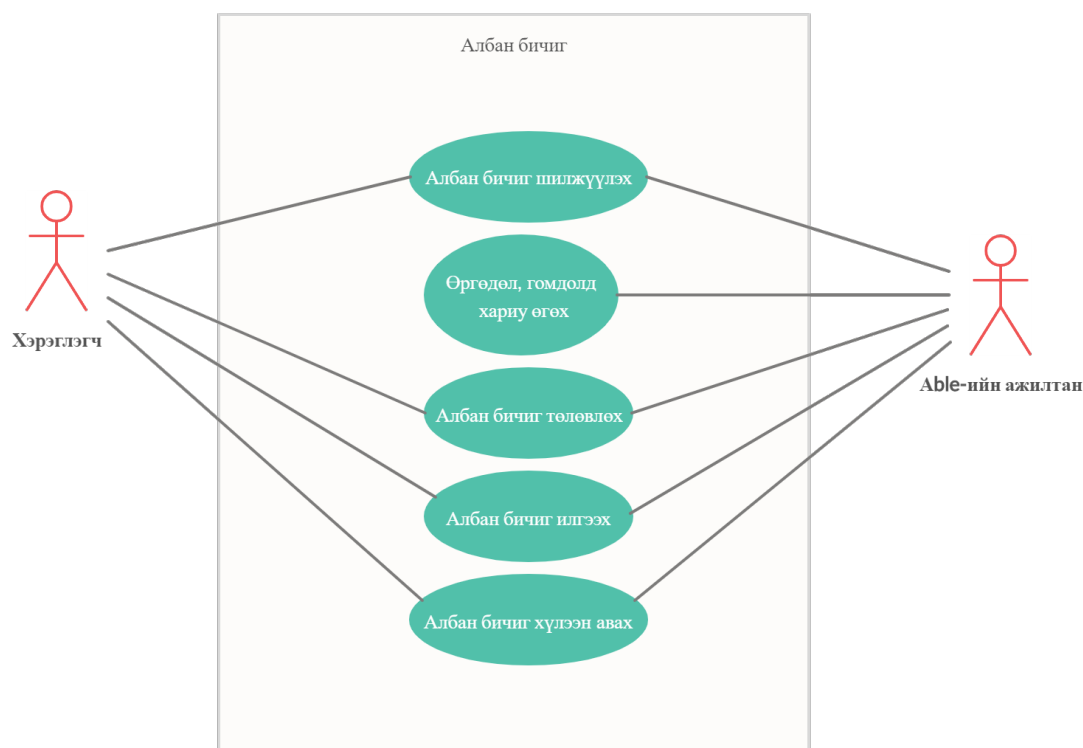 Албан бичиг
Албан бичиг шилжүүлэх
Өргөдөл, гомдолд
хариу өгөх
Хэрэглэгч
Able-ийн ажилтан
Албан бичиг төлөвлөх
Албан бичиг илгээх
Албан бичиг хүлээн авах